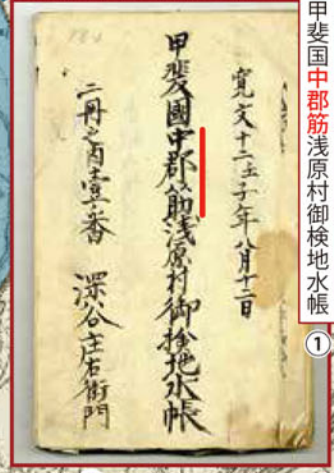 甲斐国中郡筋浅原村御検地水帳
①
寛文十二壬子年八月十二日
甲斐國中郡筋浅原村御検地水帳
二冊之内壹番 深谷庄右衛門